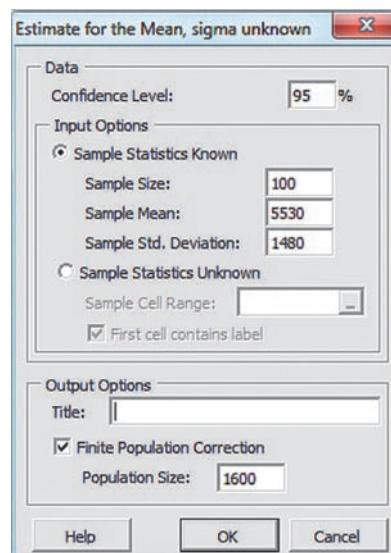 Estimate for the Mean, sigma unknown
Data
Confidence Level: 95 %
Input Options
Sample Statistics Known
Sample Size: 100
Sample Mean: 5530
Sample Std. Deviation: 1480
Sample Statistics Unknown
Sample Cell Range: _
First cell contains label
Output Options
Title:
Finite Population Correction
Population Size: 1600
Help OK Cancel